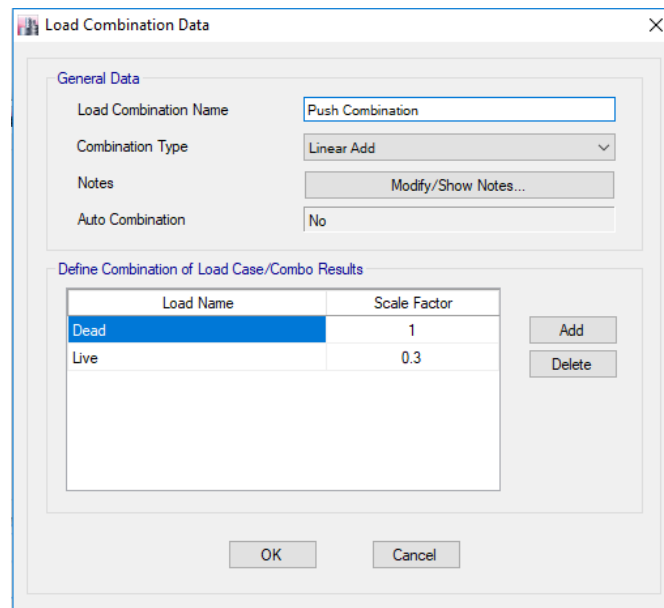 Load Combination Data
General Data
Load Combination Name Push Combination
Combination Type Linear Add
Notes Modify/Show Notes...
Auto Combination No
Define Combination of Load Case/Combo Results
Load Name Scale Factor
Dead 1 Add
Live 0.3 Delete
OK Cancel